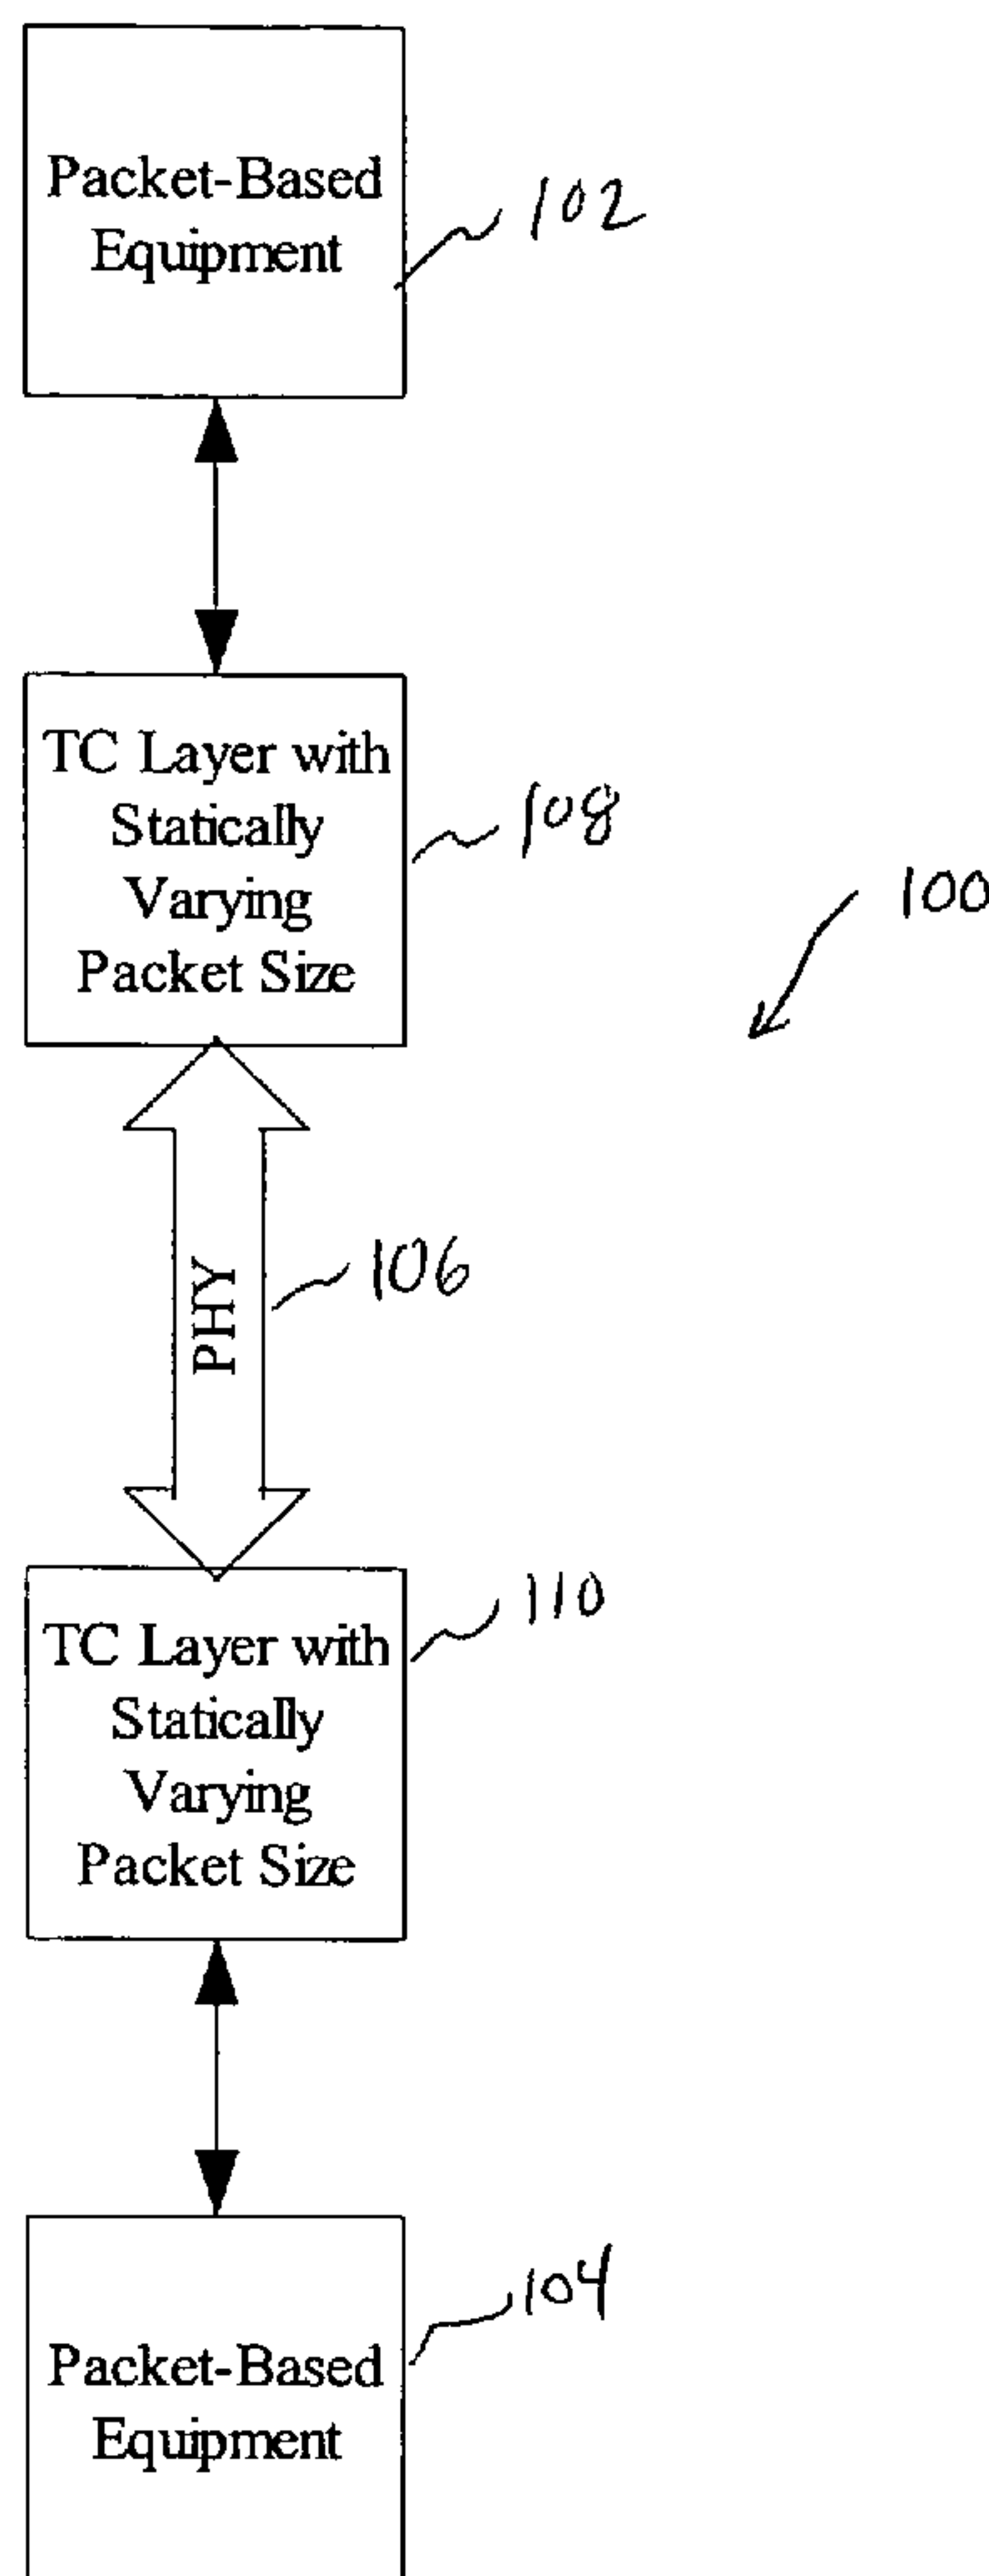 Packet-Based
Equipment
102
TC Layer with
Statically
Varying
Packet Size
108
100
PHY
106
TC Layer with
Statically
Varying
Packet Size
110
Packet-Based
Equipment
104